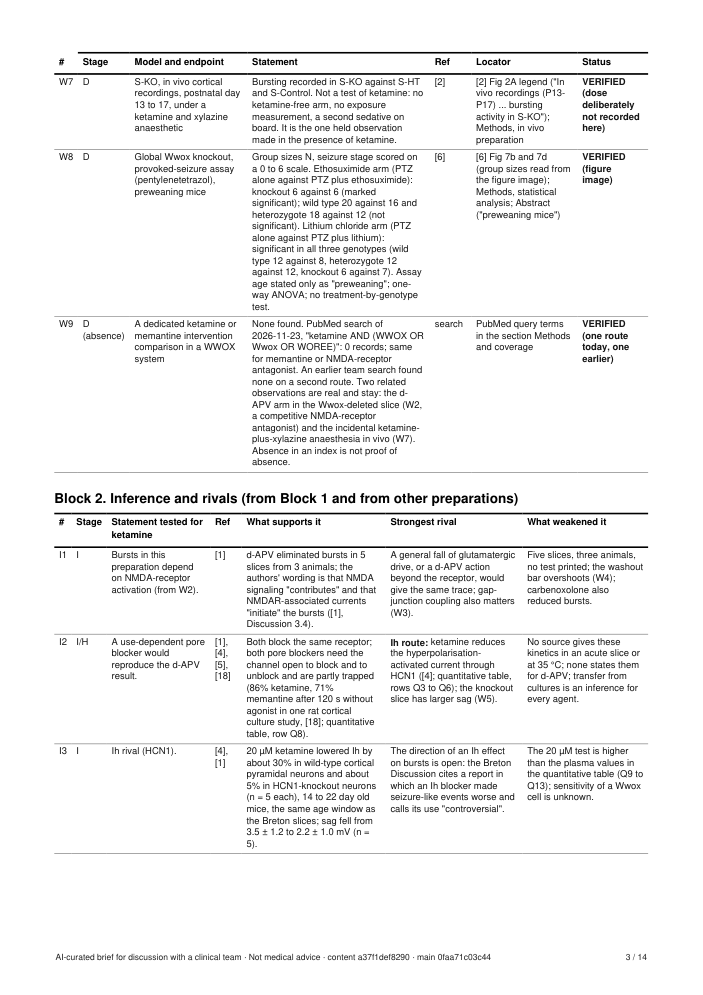 # Stage Model and endpoint Statement Ref Locator Status
W7 D S-KO, in vivo cortical recordings, postnatal day 13 to 17, under a ketamine and xylazine anaesthetic
Bursting recorded in S-KO against S-HT
and S-Control. Not a test of ketamine: no
ketamine-free arm, no exposure
measurement, a second sedative on
board. It is the one held observation
made in the presence of ketamine.
[2]
[2] Fig 2A legend ("In
vivo recordings (P13-
P17) ... bursting
activity in S-KO");
Methods, in vivo
preparation
VERIFIED
(dose
deliberately
not recorded
here)
W8 D
Global Wwox knockout,
provoked-seizure assay
(pentylenetetrazol),
preweaning mice
Group sizes N, seizure stage scored on
a 0 to 6 scale. Ethosuximide arm (PTZ
alone against PTZ plus ethosuximide):
knockout 6 against 6 (marked
significant); wild type 20 against 16 and
heterozygote 18 against 12 (not
significant). Lithium chloride arm (PTZ
alone against PTZ plus lithium):
significant in all three genotypes (wild
type 12 against 8, heterozygote 12
against 12, knockout 6 against 7). Assay
age stated only as "preweaning"; one-
way ANOVA; no treatment-by-genotype
test.
[6]
[6] Fig 7b and 7d
(group sizes read from
the figure image);
Methods, statistical
analysis; Abstract
("preweaning mice")
VERIFIED
(figure
image)
W9 D
(absence)
A dedicated ketamine or
memantine intervention
comparison in a WWOX
system
None found. PubMed search of
2026-11-23, "ketamine AND (WWOX OR
Wwox OR WOREE)": 0 records; same
for memantine or NMDA-receptor
antagonist. An earlier team search found
none on a second route. Two related
observations are real and stay: the d-
APV arm in the Wwox-deleted slice (W2,
a competitive NMDA-receptor
antagonist) and the incidental ketamine-
plus-xylazine anaesthesia in vivo (W7).
Absence in an index is not proof of
absence.
search
PubMed query terms
in the section Methods
and coverage
VERIFIED
(one route
today, one
earlier)
Block 2. Inference and rivals (from Block 1 and from other preparations)
# Stage Statement tested for ketamine Ref What supports it Strongest rival What weakened it
I1 I
Bursts in this
preparation depend
on NMDA-receptor
activation (from W2).
[1]
d-APV eliminated bursts in 5
slices from 3 animals; the
authors' wording is that NMDA
signaling "contributes" and that
NMDAR-associated currents
"initiate" the bursts ([1],
Discussion 3.4).
A general fall of glutamatergic
drive, or a d-APV action
beyond the receptor, would
give the same trace; gap-
junction coupling also matters
(W3).
Five slices, three animals,
no test printed; the washout
bar overshoots (W4);
carbenoxolone also
reduced bursts.
I2 I/H
A use-dependent pore
blocker would
reproduce the d-APV
result.
[1],
[4],
[5],
[18]
Both block the same receptor;
both pore blockers need the
channel open to block and to
unblock and are partly trapped
(86% ketamine, 71%
memantine after 120 s without
agonist in one rat cortical
culture study, [18]; quantitative
table, row Q8).
Ih route: ketamine reduces
the hyperpolarisation-
activated current through
HCN1 ([4]; quantitative table,
rows Q3 to Q6); the knockout
slice has larger sag (W5).
No source gives these
kinetics in an acute slice or
at 35 °C; none states them
for d-APV; transfer from
cultures is an inference for
every agent.
I3 I
Ih rival (HCN1).
[4],
[1]
20 µM ketamine lowered Ih by
about 30% in wild-type cortical
pyramidal neurons and about
5% in HCN1-knockout neurons
(n = 5 each), 14 to 22 day old
mice, the same age window as
the Breton slices; sag fell from
3.5 ± 1.2 to 2.2 ± 1.0 mV (n =
5).
The direction of an Ih effect
on bursts is open: the Breton
Discussion cites a report in
which an Ih blocker made
seizure-like events worse and
calls its use "controversial".
The 20 µM test is higher
than the plasma values in
the quantitative table (Q9 to
Q13); sensitivity of a Wwox
cell is unknown.
AI-curated brief for discussion with a clinical team · Not medical advice · content a37f1def8290 · main 0faa71c03c44
3 / 14